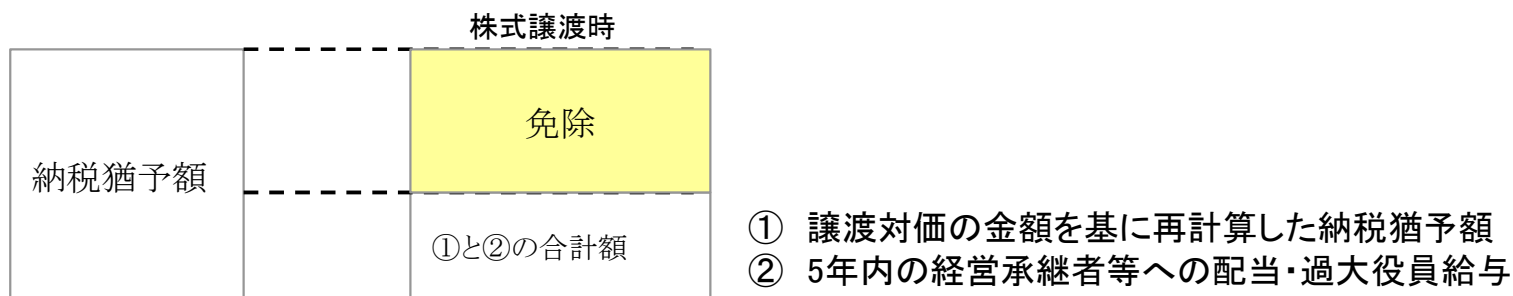 株式譲渡時
免除
納税猶予額
①と②の合計額
① 譲渡対価の金額を基に再計算した納税猶予額
② 5年内の経営承継者等への配当・過大役員給与